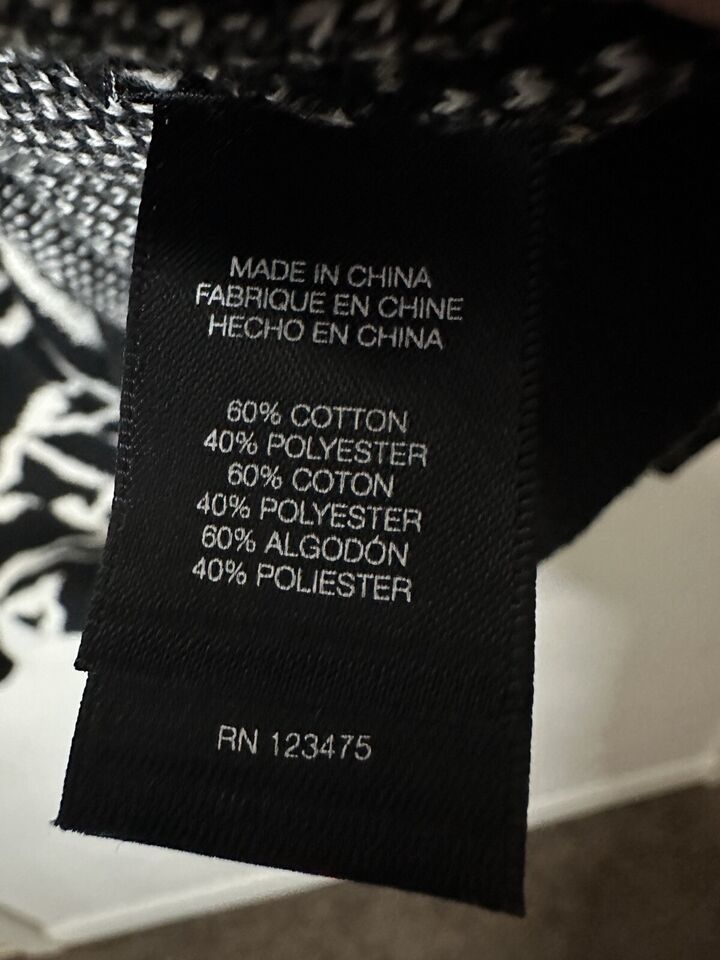 MADE IN CHINA
FABRIQUE EN CHINE
HECHO EN CHINA
60% COTTON
40% POLYESTER
60% COTON
40% POLYESTER
60% ALGODÓN
40% POLIESTER
RN 123475